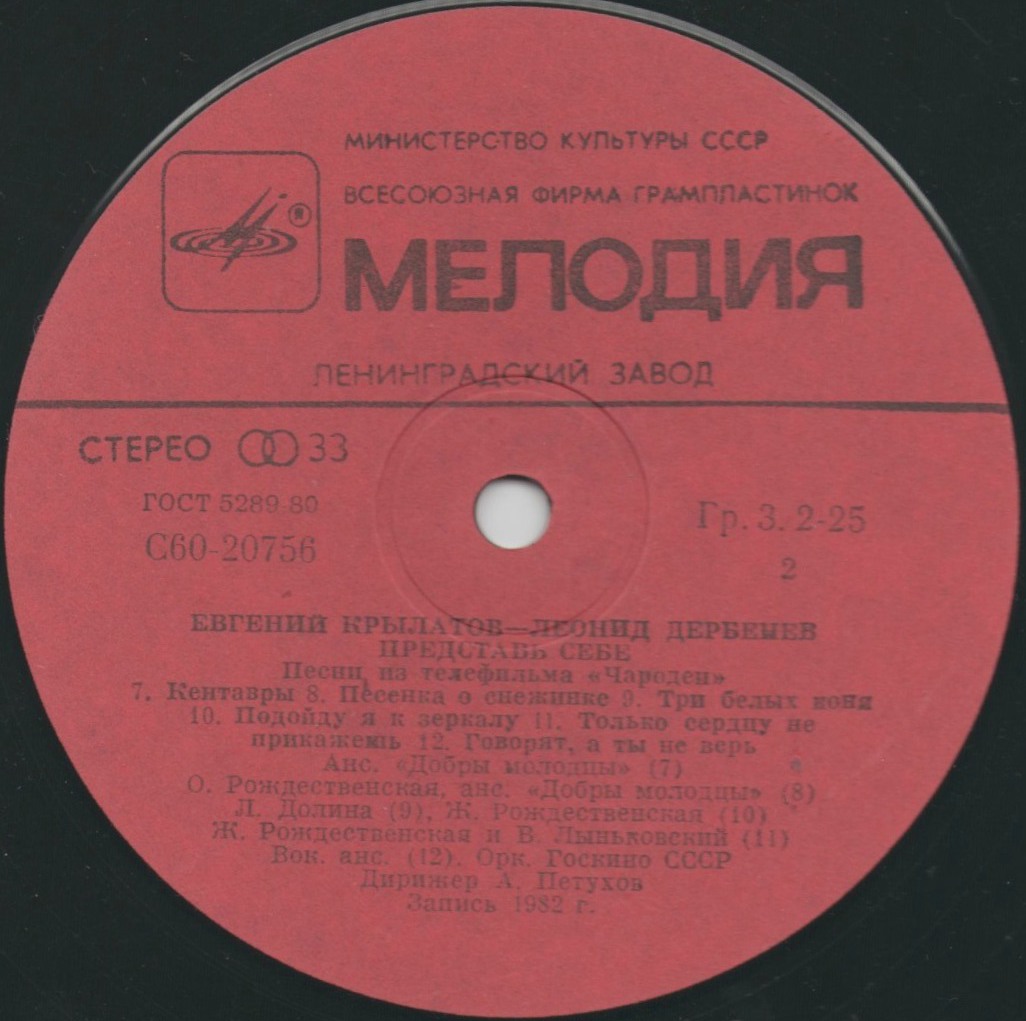 МИНИСТЕРСТВО КУЛЬТУРЫ СССР
ВСЕСОЮЗНАЯ ФИРМА ГРАМПЛАСТИНОК
®
МЕЛОДИЯ
ЛЕНИНГРАДСКИЙ ЗАВОД
СТЕРЕО 33
ГОСТ 5289-80
С60-20756
Гр. 3. 2-25
2
ЕВГЕНИЙ КРЫЛАТОВ—ЛЕОНИД ДЕРБЕНЕВ
ПРЕДСТАВЬ СЕБЕ
Песни из телефильма «Чародеи»
7. Кентавры 8. Песенка о снежинке 9. Три белых коня
10. Подойду я к зеркалу 11. Только сердцу не
прикажешь 12. Говорят, а ты не верь
Анс. «Добры молодцы» (7)
О. Рождественская, анс. «Добры молодцы» (8)
Л. Долина (9), Ж. Рождественская (10)
Ж. Рождественская и В. Лыньковский (11)
Вок. анс. (12). Орк. Госкино СССР
Дирижер А. Петухов
Запись 1982 г.